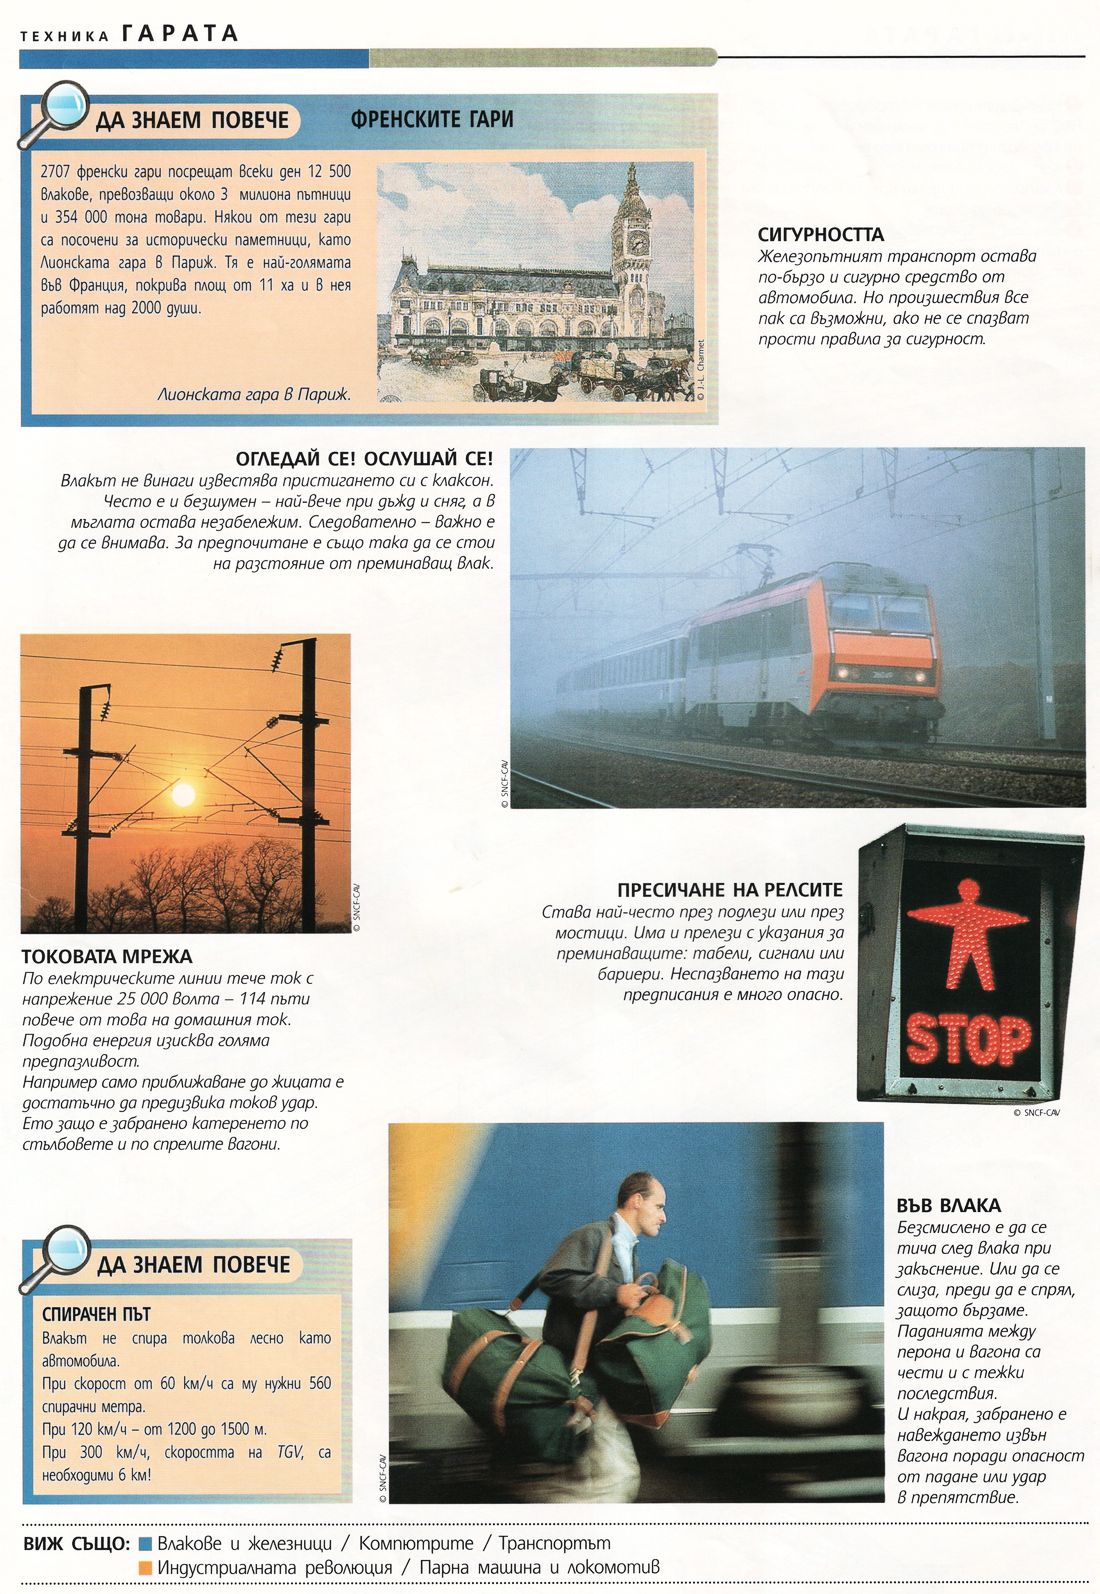 ТЕХНИКА ГАРАТА
ДА ЗНАЕМ ПОВЕЧЕ
ФРЕНСКИТЕ ГАРИ
2707 френски гари посрещат всеки ден 12 500
влакове, превозващи около 3 милиона пътници
и 354 000 тона товари. Някои от тези гари
са посочени за исторически паметници, като
Лионската гара в Париж. Тя е най-голямата
във Франция, покрива площ от 11 ха и в нея
работят над 2000 души.
Лионската гара в Париж.
© J.-L. Charmet
СИГУРНОСТТА
Железопътният транспорт остава
по-бързо и сигурно средство от
автомобила. Но произшествия все
пак са възможни, ако не се спазват
прости правила за сигурност.
ОГЛЕДАЙ СЕ! ОСЛУШАЙ СЕ!
Влакът не винаги известява пристигането си с клаксон.
Често е и безшумен – най-вече при дъжд и сняг, а в
мъглата остава незабележим. Следователно – важно е
да се внимава. За предпочитане е също така да се стои
на разстояние от преминаващ влак.
© SNCF-CAV
© SNCF-CAV
ТОКОВАТА МРЕЖА
По електрическите линии тече ток с
напрежение 25 000 волта – 114 пъти
повече от това на домашния ток.
Подобна енергия изисква голяма
предпазливост.
Например само приближаване до жицата е
достатъчно да предизвика токов удар.
Ето защо е забранено катеренето по
стълбовете и по спрелите вагони.
ПРЕСИЧАНЕ НА РЕЛСИТЕ
Става най-често през подлези или през
мостици. Има и прелези с указания за
преминаващите: табели, сигнали или
бариери. Неспазването на тази
предписания е много опасно.
STOP
© SNCF-CAV
ВЪВ ВЛАКА
Безсмислено е да се
тича след влака при
закъснение. Или да се
слиза, преди да е спрял,
защото бързаме.
Паданията между
перона и вагона са
чести и с тежки
последствия.
И накрая, забранено е
навеждането извън
вагона поради опасност
от падане или удар
в препятствие.
© SNCF-CAV
ДА ЗНАЕМ ПОВЕЧЕ
СПИРАЧЕН ПЪТ
Влакът не спира толкова лесно като
автомобила.
При скорост от 60 км/ч са му нужни 560
спирачни метра.
При 120 км/ч – от 1200 до 1500 м.
При 300 км/ч, скоростта на TGV, са
необходими 6 км!
ВИЖ СЪЩО: Влакове и железници / Компютрите / Транспортът
Индустриалната революция / Парна машина и локомотив